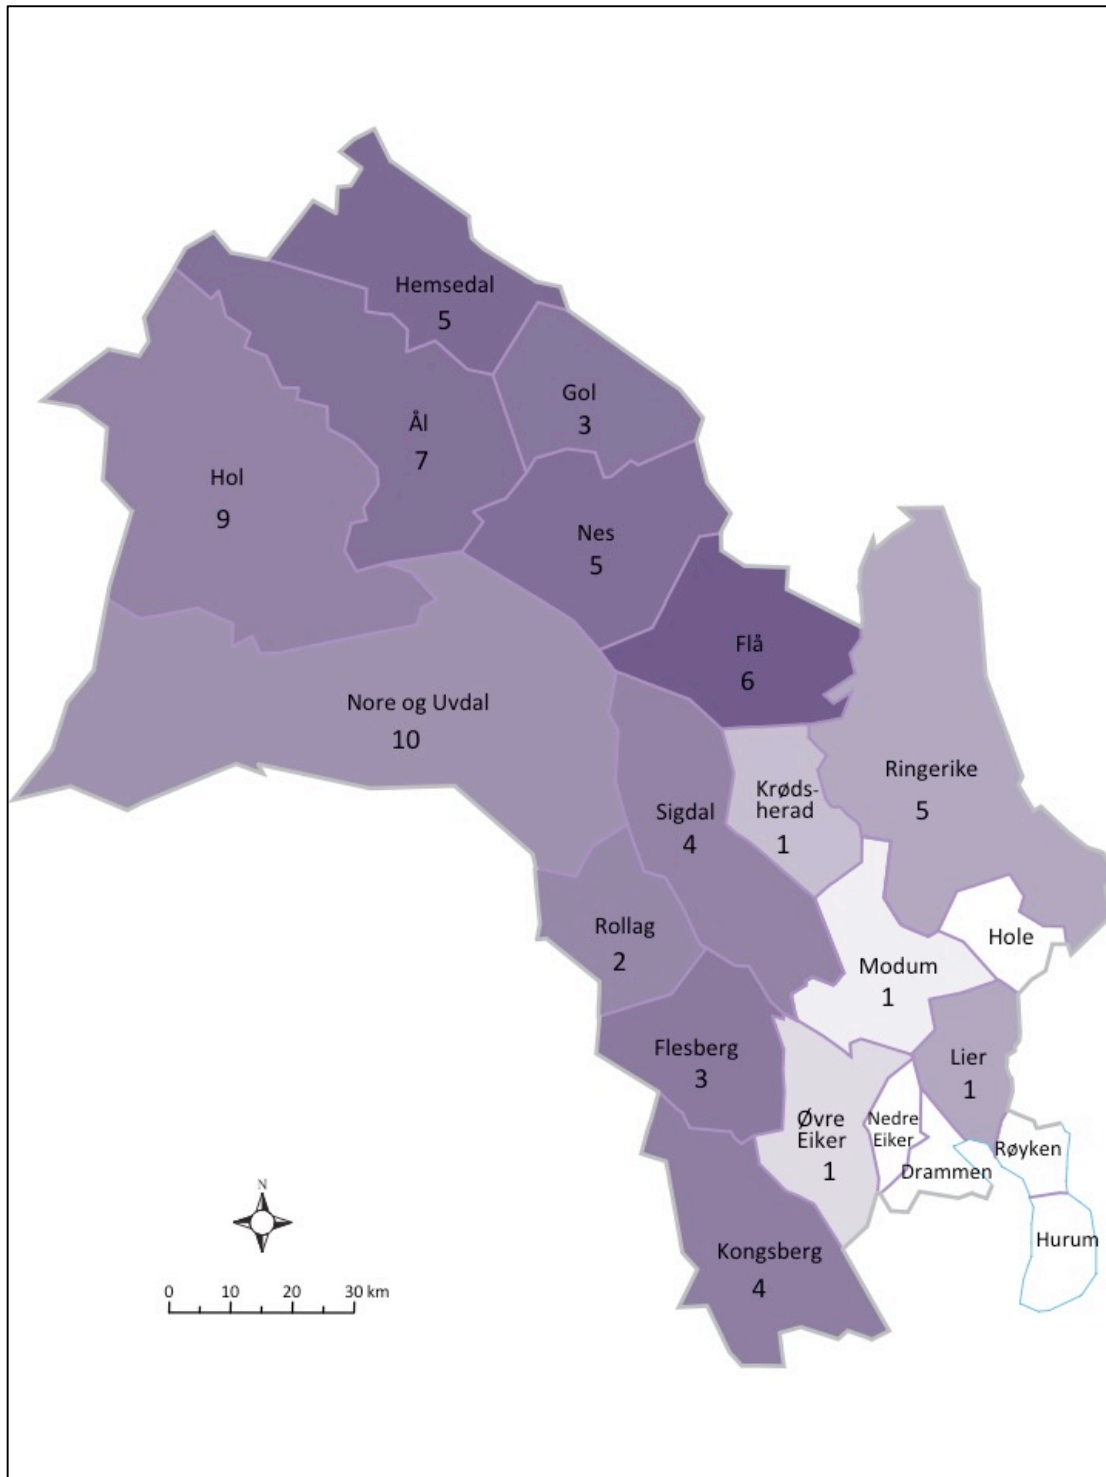 Hemsedal
5
Gol
3
Ål
7
Hol
9
Nes
5
Flå
6
Nore og Uvdal
10
Ringerike
5
Krøds-
herad
1
Sigdal
4
Rollag
2
Hole
Modum
1
Flesberg
3
Lier
1
Øvre
Eiker
1
Nedre
Eiker
Røyken
Drammen
Hurum
Kongsberg
4
N
0 10 20 30 km